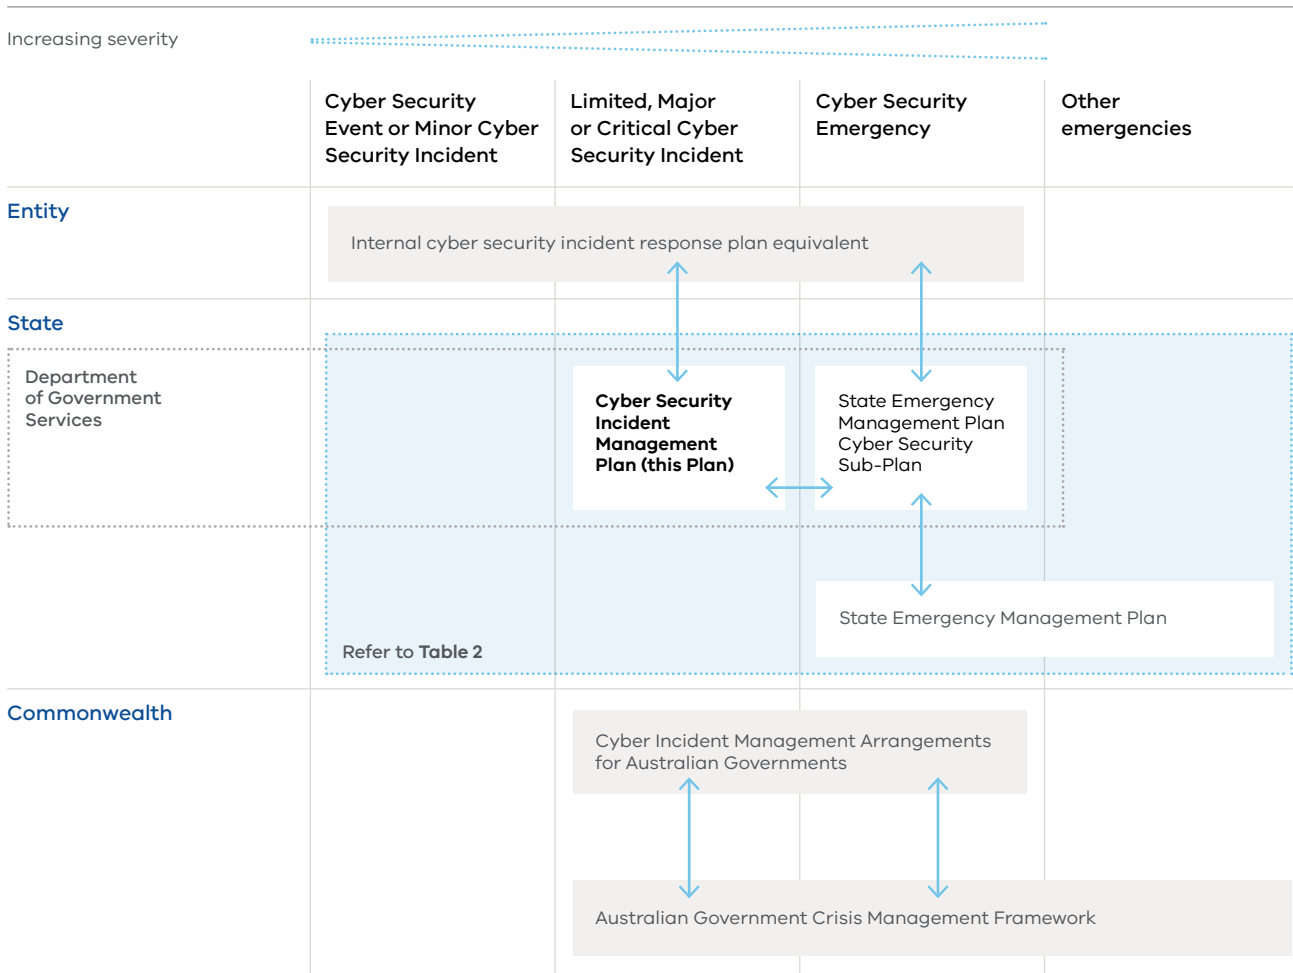 Increasing severity
Cyber Security
Event or Minor Cyber
Security Incident
Limited, Major
or Critical Cyber
Security Incident
Cyber Security
Emergency
Other
emergencies
Entity
Internal cyber security incident response plan equivalent
State
Department
of Government
Services
Cyber Security
Incident
Management
Plan (this Plan)
State Emergency
Management Plan
Cyber Security
Sub-Plan
State Emergency Management Plan
Refer to Table 2
Commonwealth
Cyber Incident Management Arrangements
for Australian Governments
Australian Government Crisis Management Framework